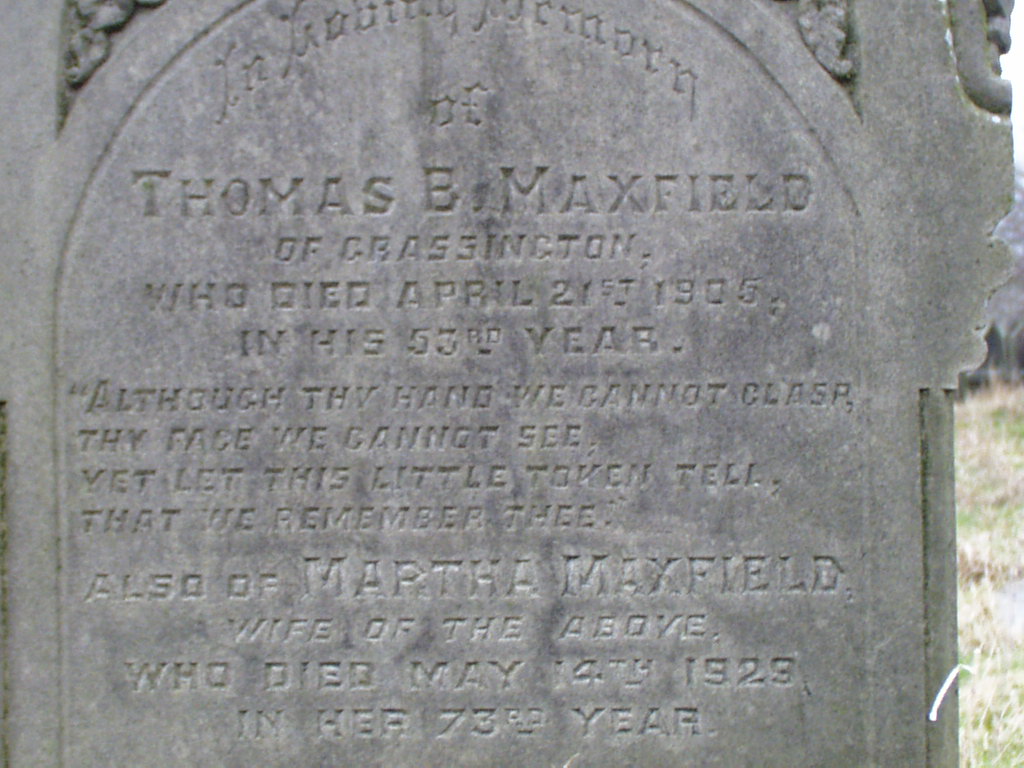 In Loving Memory
of
THOMAS B. MAXFIELD
OF GRASSINGTON,
WHO DIED APRIL 21ST 1905,
IN HIS 53RD YEAR.
"ALTHOUGH THY HAND WE CANNOT CLASP,
THY FACE WE CANNOT SEE,
YET LET THIS LITTLE TOKEN TELL,
THAT WE REMEMBER THEE."
ALSO OF MARTHA MAXFIELD,
WIFE OF THE ABOVE,
WHO DIED MAY 14TH 1929,
IN HER 73RD YEAR.